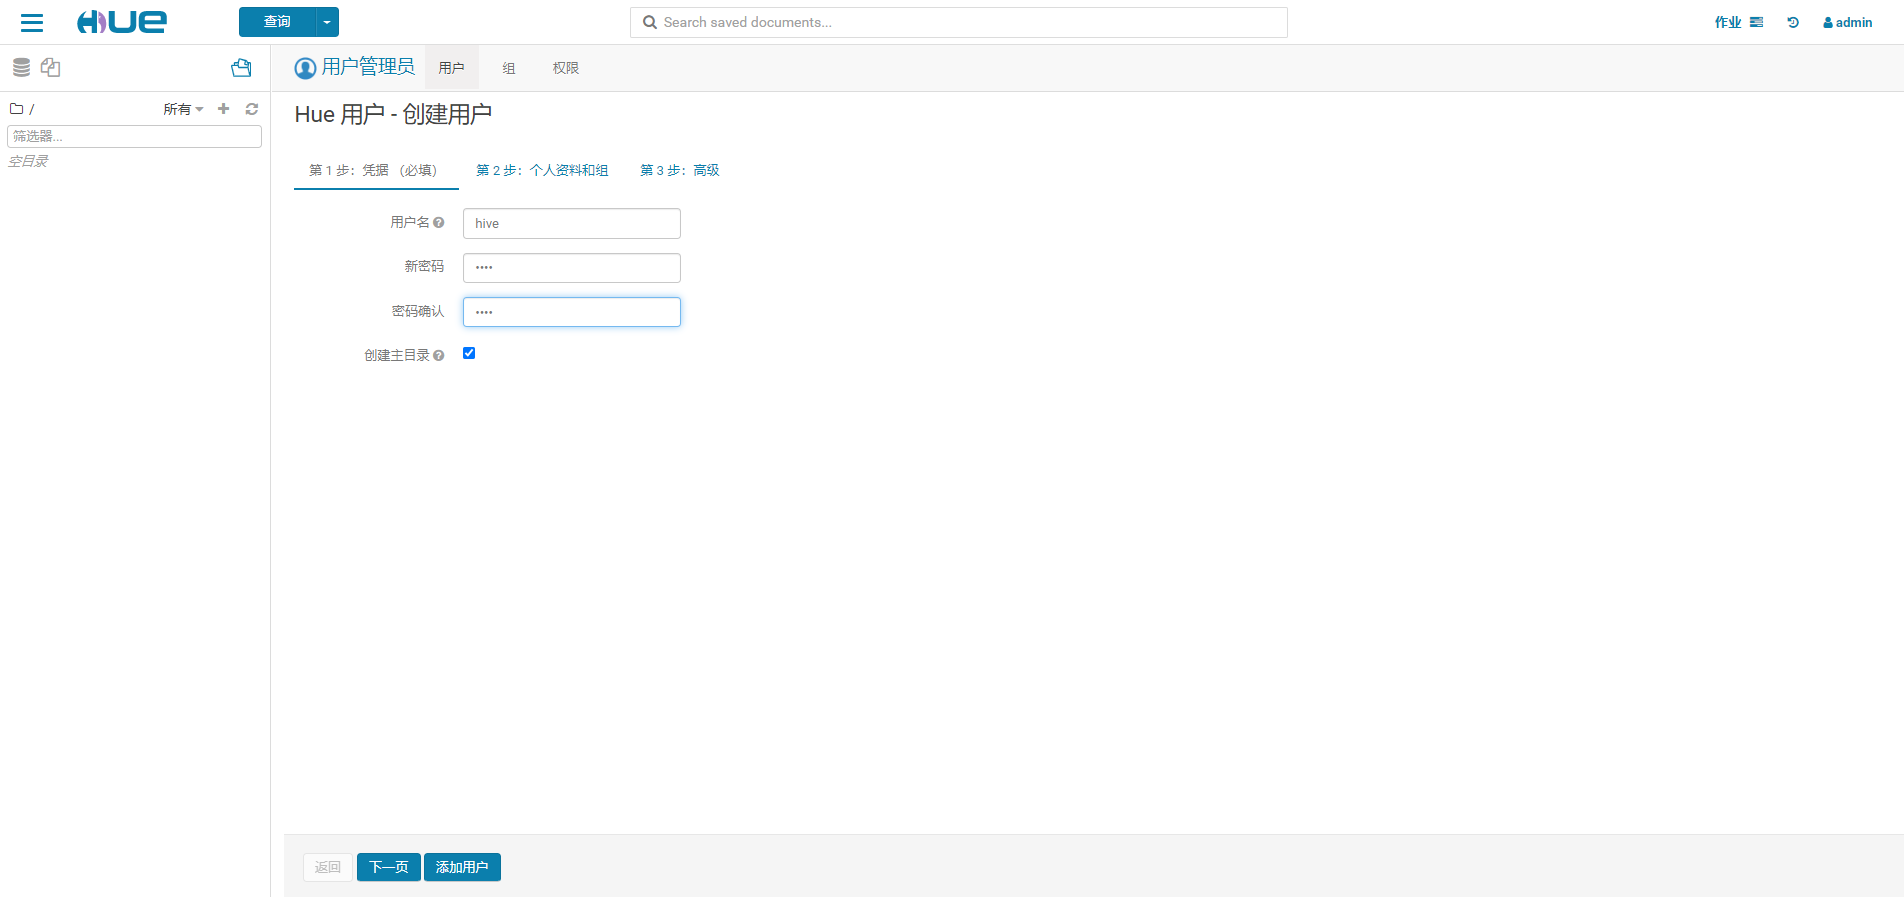 HUE
查询
Search saved documents...
作业
admin
用户管理员
用户
组
权限
/
所有
筛选器...
空目录
Hue 用户 - 创建用户
第 1 步：凭据 （必填）
第 2 步：个人资料和组
第 3 步：高级
用户名
hive
新密码
••••
密码确认
••••
创建主目录
返回
下一页
添加用户